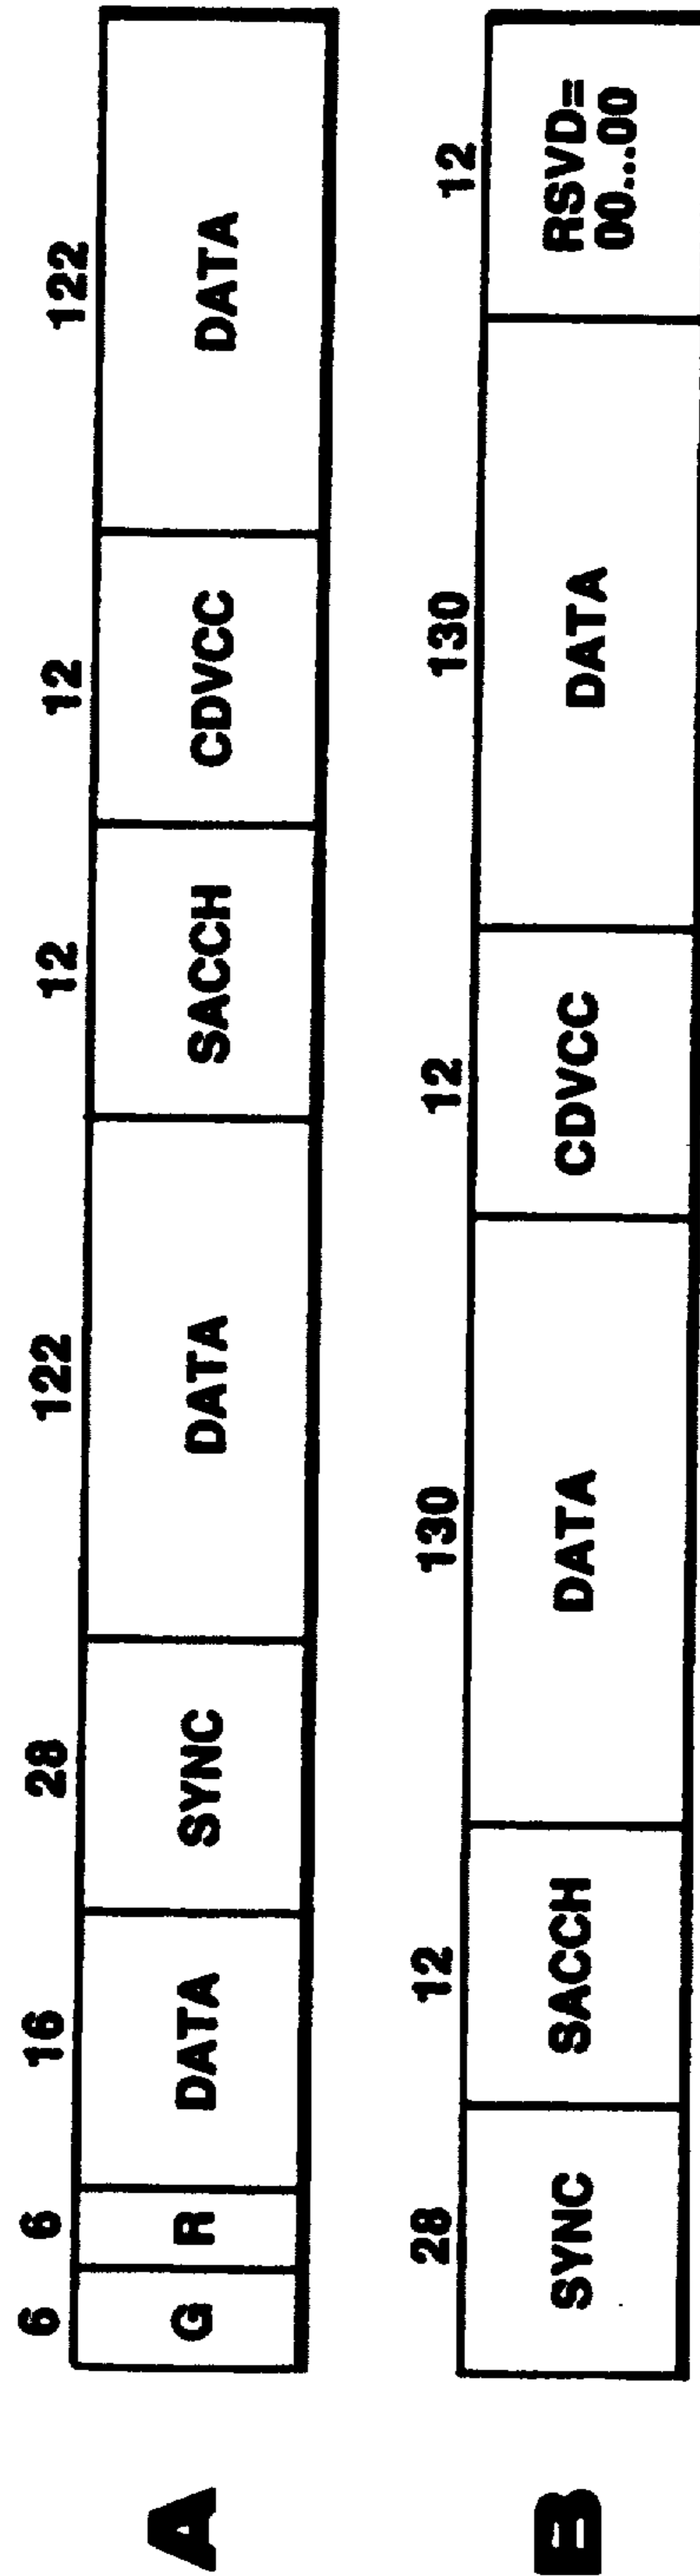 6 6 16 28 122 12 12 122
A G R DATA SYNC DATA SACCH CDVCC DATA
28 12 130 12 130 12
B SYNC SACCH DATA CDVCC DATA RSVD=
00...00